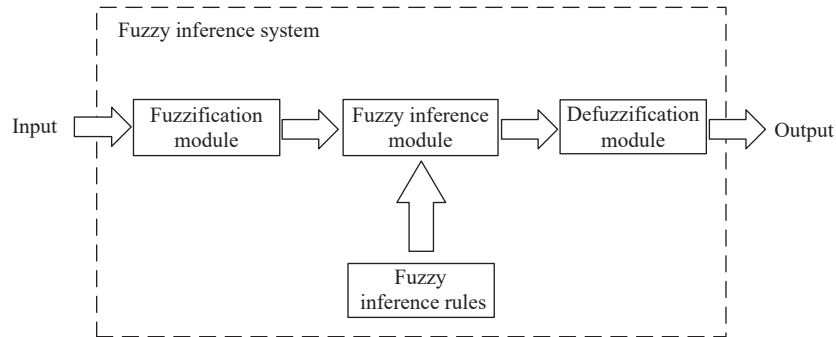 Fuzzy inference system
Input
Fuzzification
module
Fuzzy inference
module
Defuzzification
module
Output
Fuzzy
inference rules